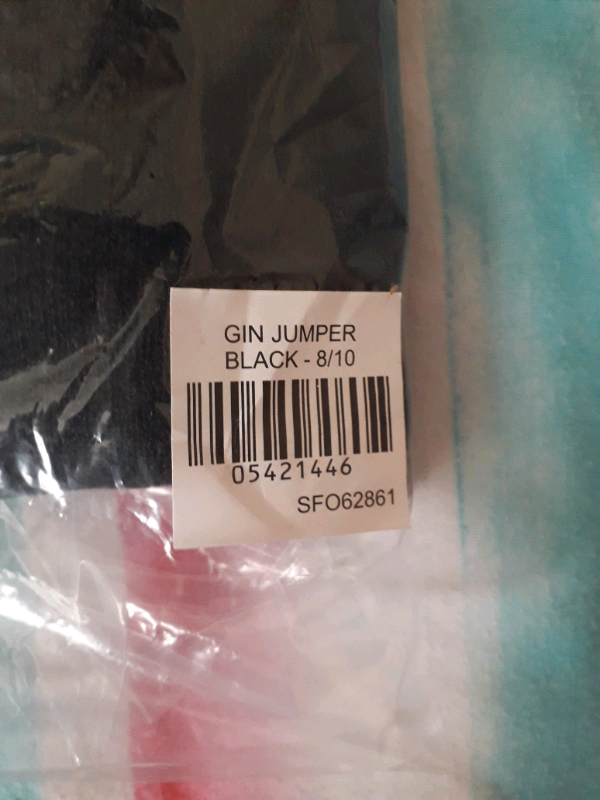 GIN JUMPER
BLACK - 8/10
05421446
SFO62861